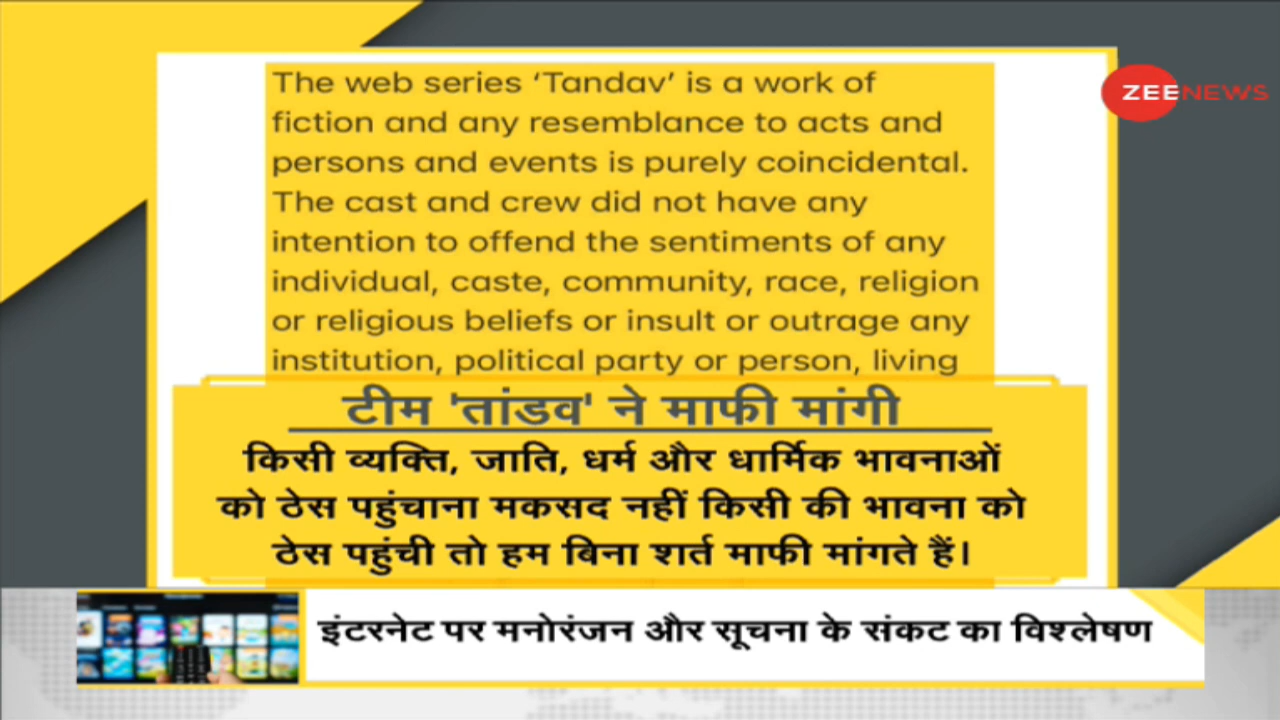 The web series ‘Tandav’ is a work of
fiction and any resemblance to acts and
persons and events is purely coincidental.
The cast and crew did not have any
intention to offend the sentiments of any
individual, caste, community, race, religion
or religious beliefs or insult or outrage any
institution, political party or person, living
ZEENEWS
टीम 'तांडव' ने माफी मांगी
किसी व्यक्ति, जाति, धर्म और धार्मिक भावनाओं
को ठेस पहुंचाना मकसद नहीं किसी की भावना को
ठेस पहुंची तो हम बिना शर्त माफी मांगते हैं।
इंटरनेट पर मनोरंजन और सूचना के संकट का विश्लेषण